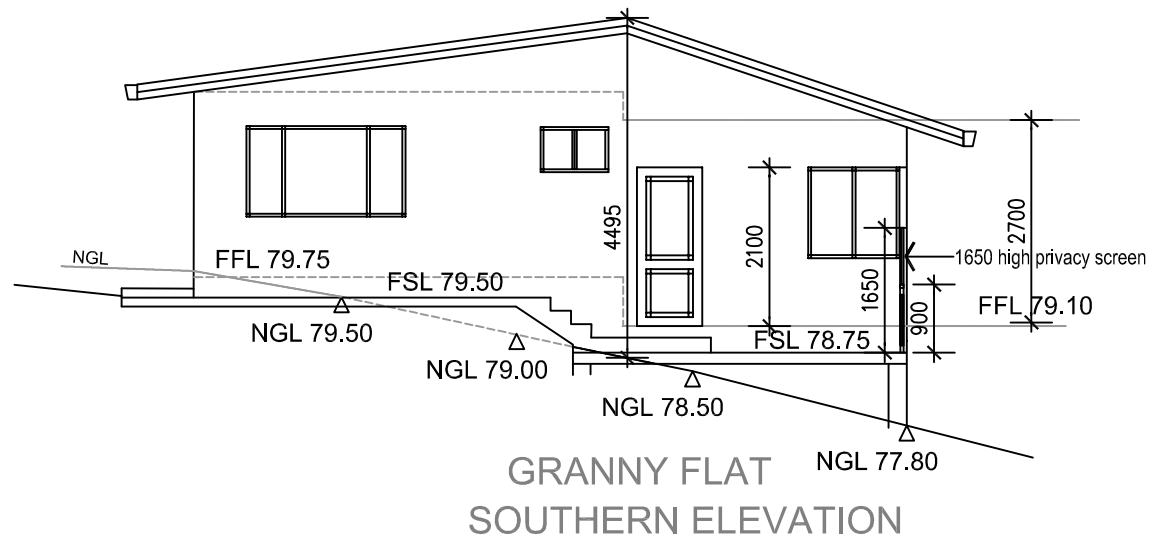 4495
2100
1650
900
2700
1650 high privacy screen
NGL
FFL 79.75
FSL 79.50
FFL 79.10
FSL 78.75
NGL 79.50
NGL 79.00
NGL 78.50
NGL 77.80
GRANNY FLAT
SOUTHERN ELEVATION